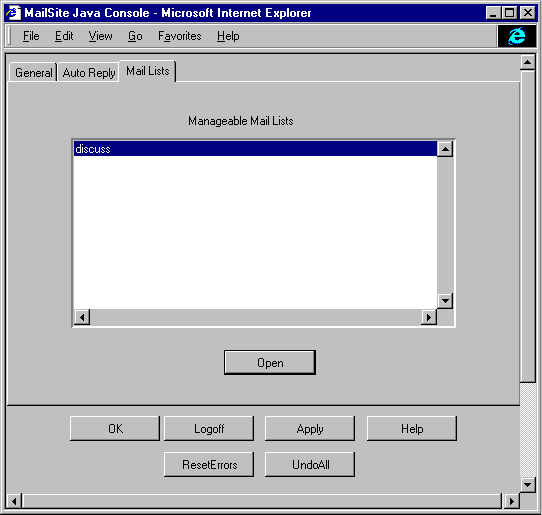 MailSite Java Console - Microsoft Internet Explorer
File Edit View Go Favorites Help
General Auto Reply Mail Lists
Manageable Mail Lists
discuss
Open
OK Logoff Apply Help
ResetErrors UndoAll